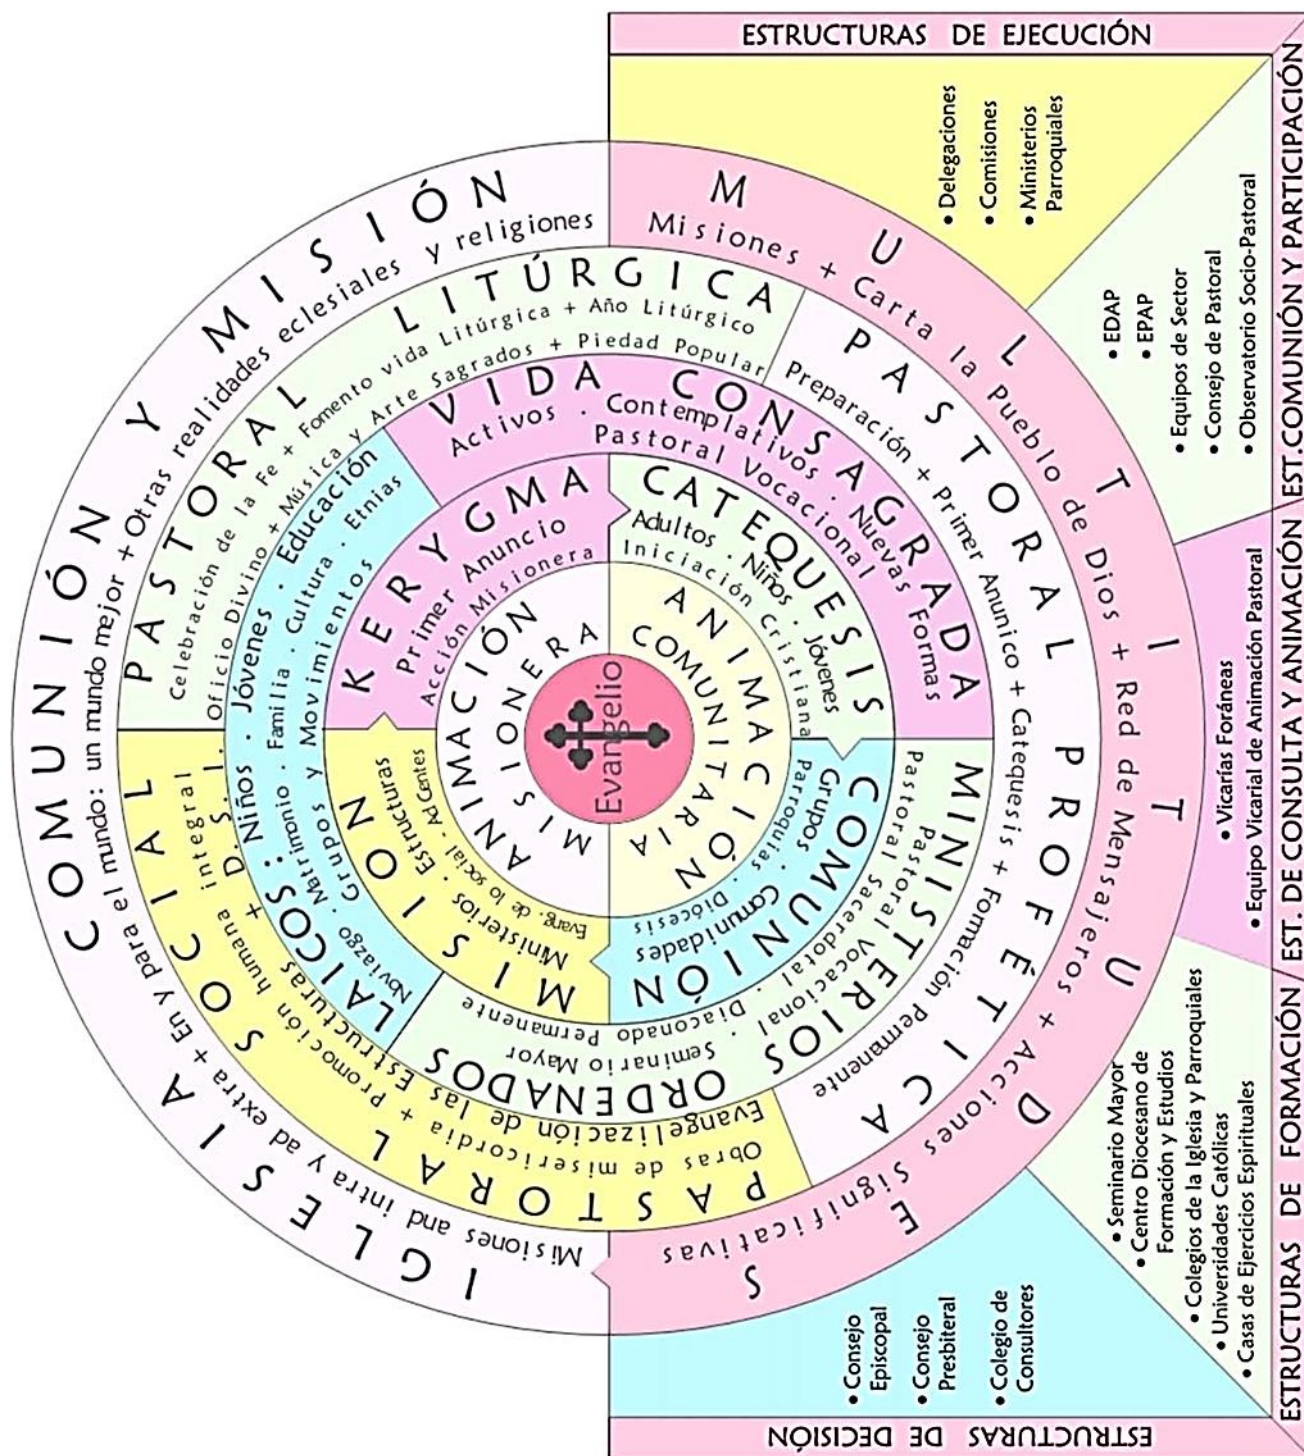 ESTRUCTURAS DE EJECUCIÓN
• Delegaciones
• Comisiones
• Ministerios
Parroquiales
EST.COMUNIÓN Y PARTICIPACIÓN
• EDAP
• EPAP
• Equipos de Sector
• Consejo de Pastoral
• Observatorio Socio-Pastoral
EST. DE CONSULTA Y ANIMACIÓN
• Vicarías Foráneas
• Equipo Vicarial de Animación Pastoral
ESTRUCTURAS DE FORMACIÓN
• Seminario Mayor
• Centro Diocesano de
Formación y Estudios
• Colegios de la Iglesia y Parroquiales
• Universidades Católicas
• Casas de Ejercicios Espirituales
ESTRUCTURAS DE DECISIÓN
• Consejo
Episcopal
• Consejo
Presbiteral
• Colegio de
Consultores
MULTITUDES
Misiones + Carta la Pueblo de Dios + Red de Mensajeros + Acciones Significativas
IGLESIA COMUNIÓN Y MISIÓN
Misiones and intra y ad extra + En y para el mundo: un mundo mejor + Otras realidades eclesiales y religiones
PASTORAL LITÚRGICA
Celebración de la Fe + Fomento vida Litúrgica + Año Litúrgico
Oficio Divino + Música y Arte Sagrados + Piedad Popular
PASTORAL PROFÉTICA
Preparación + Primer Anunico + Catequesis + Formación Permanente
PASTORAL SOCIAL
Obras de misericordia + Promoción humana integral
Evangelización de las Estructuras + D. S. I.
VIDA CONSAGRADA
Activos . Contemplativos . Nuevas Formas
Pastoral Vocacional
MINISTERIOS ORDENADOS
Pastoral Sacerdotal . Diaconado Permanente
Pastoral Vocacional . Seminario Mayor
LAICOS : Niños . Jóvenes . Educación
Noviazgo . Matrimonio . Familia . Cultura . Etnias
Grupos y Movimientos
KERYGMA
Primer Anuncio
Acción Misionera
CATEQUESIS
Adultos . Niños . Jóvenes
Iniciación Cristiana
COMUNIÓN
Grupos . Comunidades
Parroquias . Diócesis
MISION
Ministerios . Estructuras
Evang. de lo social - Ad Gentes
ANIMACIÓN
MISIONERA
ANIMACIÓN
COMUNITARIA
Evangelio